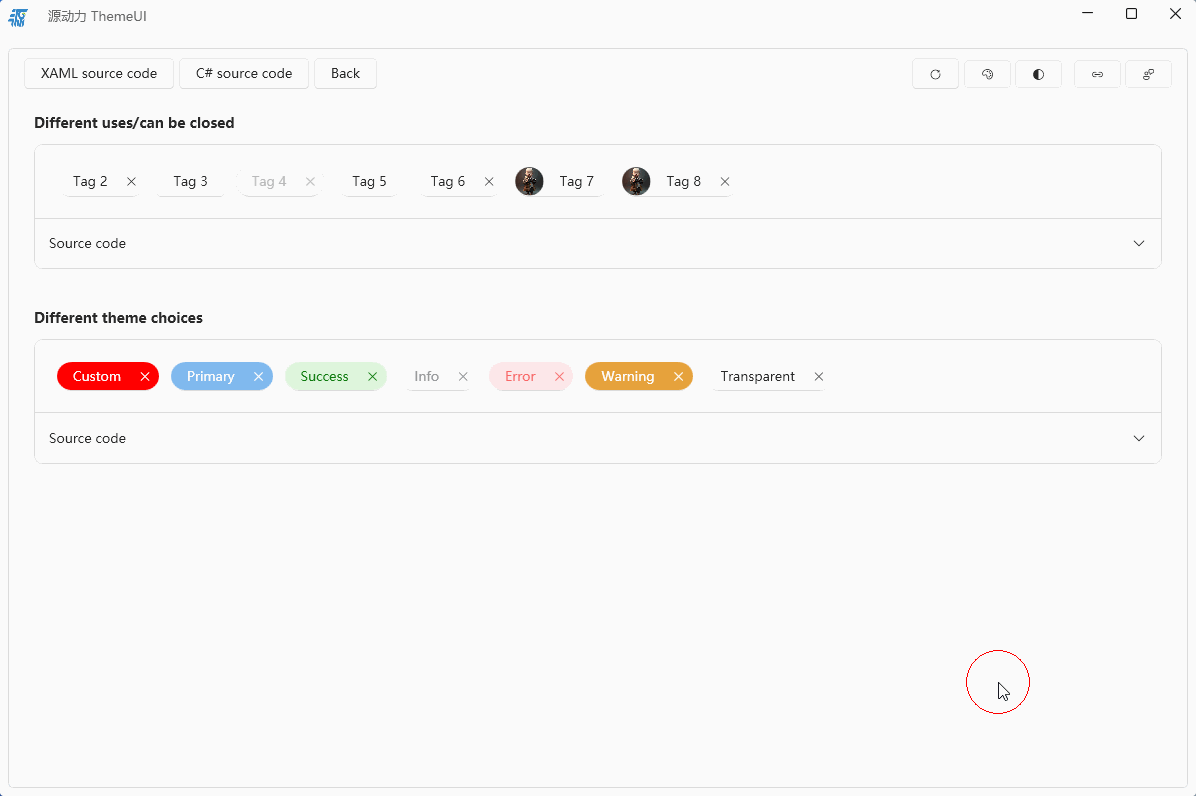 源动力 ThemeUI
XAML source code C# source code Back
Different uses/can be closed
Tag 2 Tag 3 Tag 4 Tag 5 Tag 6 Tag 7 Tag 8
Source code
Different theme choices
Custom Primary Success Info Error Warning Transparent
Source code